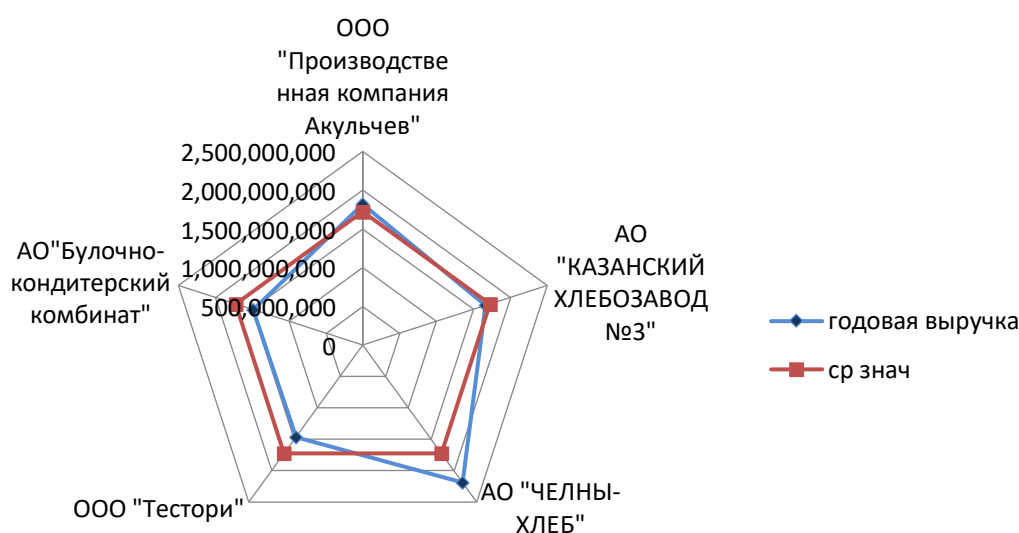 ООО
"Производстве
нная компания
Акульчев"
2,500,000,000
2,000,000,000
1,500,000,000
1,000,000,000
500,000,000
0
АО
"КАЗАНСКИЙ
ХЛЕБОЗАВОД
№3"
АО "ЧЕЛНЫ-
ХЛЕБ"
ООО "Тестори"
АО"Булочно-
кондитерский
комбинат"
годовая выручка
ср знач